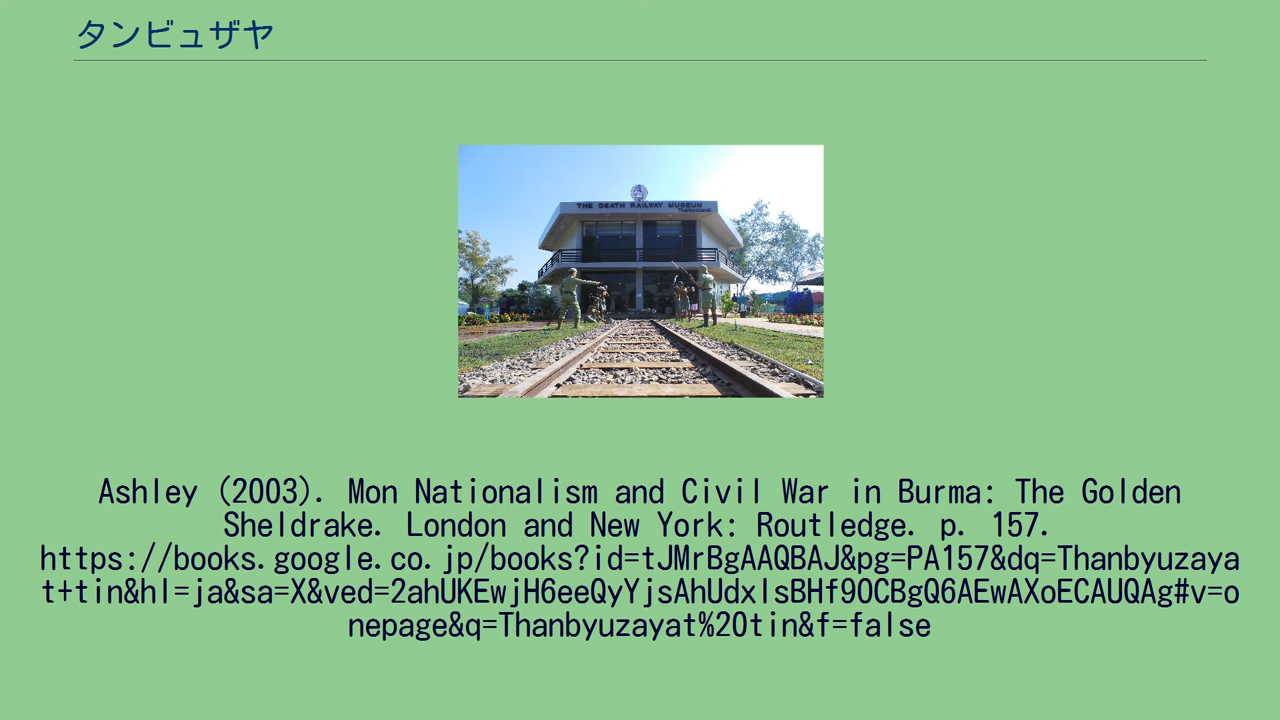 タンビュザヤ
THE DEATH RAILWAY MUSEUM
Thanbyuzayat
Ashley (2003). Mon Nationalism and Civil War in Burma: The Golden
Sheldrake. London and New York: Routledge. p. 157.
https://books.google.co.jp/books?id=tJMrBgAAQBAJ&pg=PA157&dq=Thanbyuzaya
t+tin&hl=ja&sa=X&ved=2ahUKEwjH6eeQyYjsAhUdxIsBHf9OCBgQ6AEwAXoECAUQAg#v=o
nepage&q=Thanbyuzayat%20tin&f=false